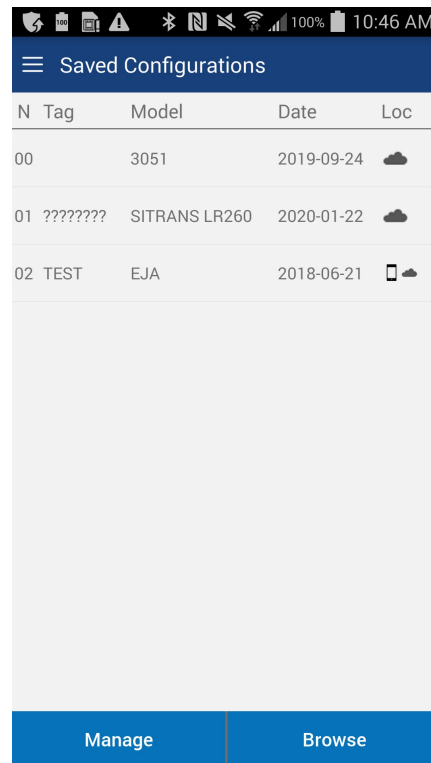 100 100% 10:46 AM
Saved Configurations
N Tag Model Date Loc
00 3051 2019-09-24
01 ???????? SITRANS LR260 2020-01-22
02 TEST EJA 2018-06-21
Manage Browse